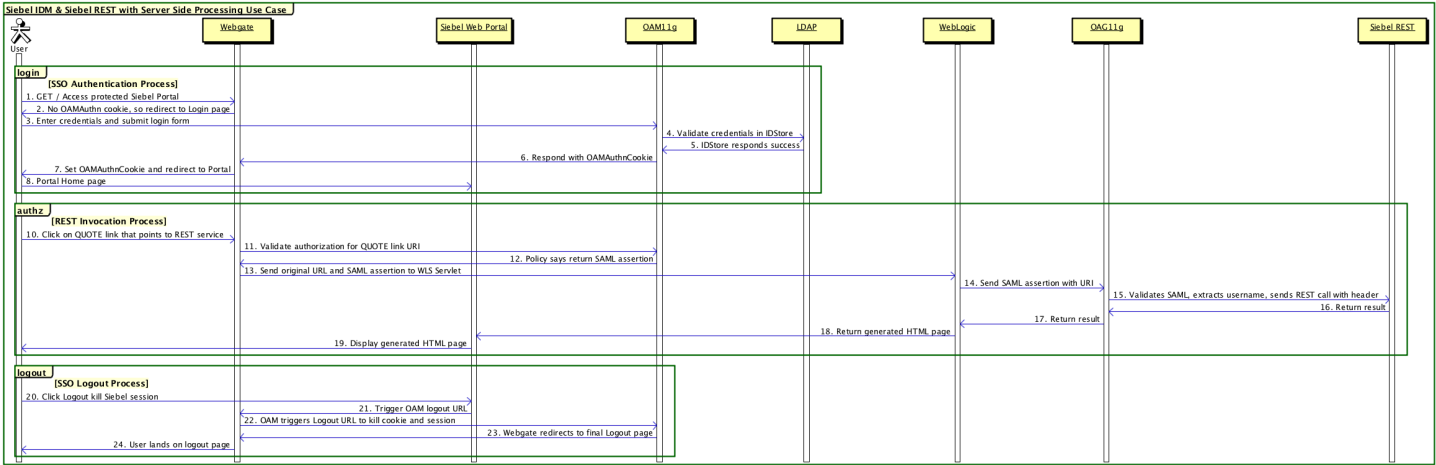 Siebel IDM & Siebel REST with Server Side Processing Use Case
User
Webgate
Siebel Web Portal
OAM11g
LDAP
WebLogic
OAG11g
Siebel REST
login
[SSO Authentication Process]
1. GET / Access protected Siebel Portal
2. No OAMAuthn cookie, so redirect to Login page
3. Enter credentials and submit login form
4. Validate credentials in IDStore
5. IDStore responds success
6. Respond with OAMAuthnCookie
7. Set OAMAuthnCookie and redirect to Portal
8. Portal Home page
authz
[REST Invocation Process]
10. Click on QUOTE link that points to REST service
11. Validate authorization for QUOTE link URI
12. Policy says return SAML assertion
13. Send original URL and SAML assertion to WLS Servlet
14. Send SAML assertion with URI
15. Validates SAML, extracts username, sends REST call with header
16. Return result
17. Return result
18. Return generated HTML page
19. Display generated HTML page
logout
[SSO Logout Process]
20. Click Logout kill Siebel session
21. Trigger OAM logout URL
22. OAM triggers Logout URL to kill cookie and session
23. Webgate redirects to final Logout page
24. User lands on logout page